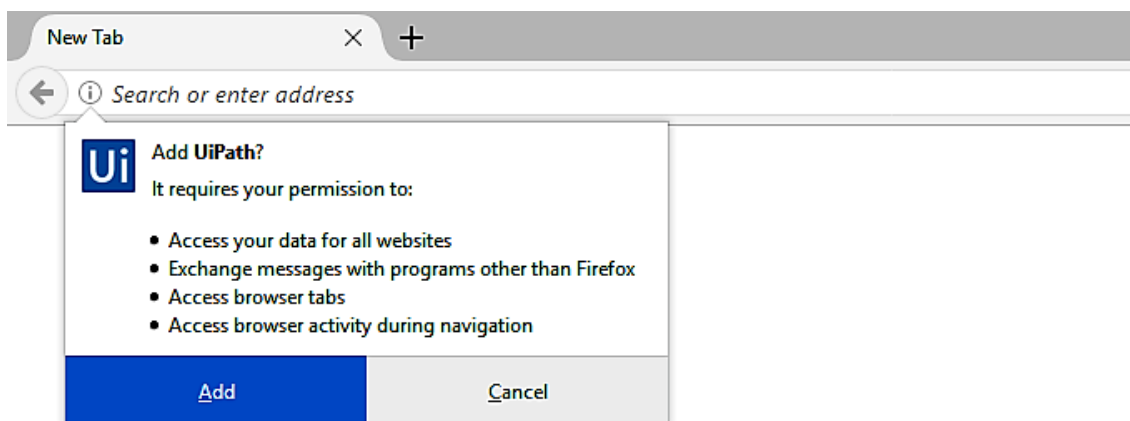 New Tab
Search or enter address
Ui
Add UiPath?
It requires your permission to:
• Access your data for all websites
• Exchange messages with programs other than Firefox
• Access browser tabs
• Access browser activity during navigation
Add
Cancel